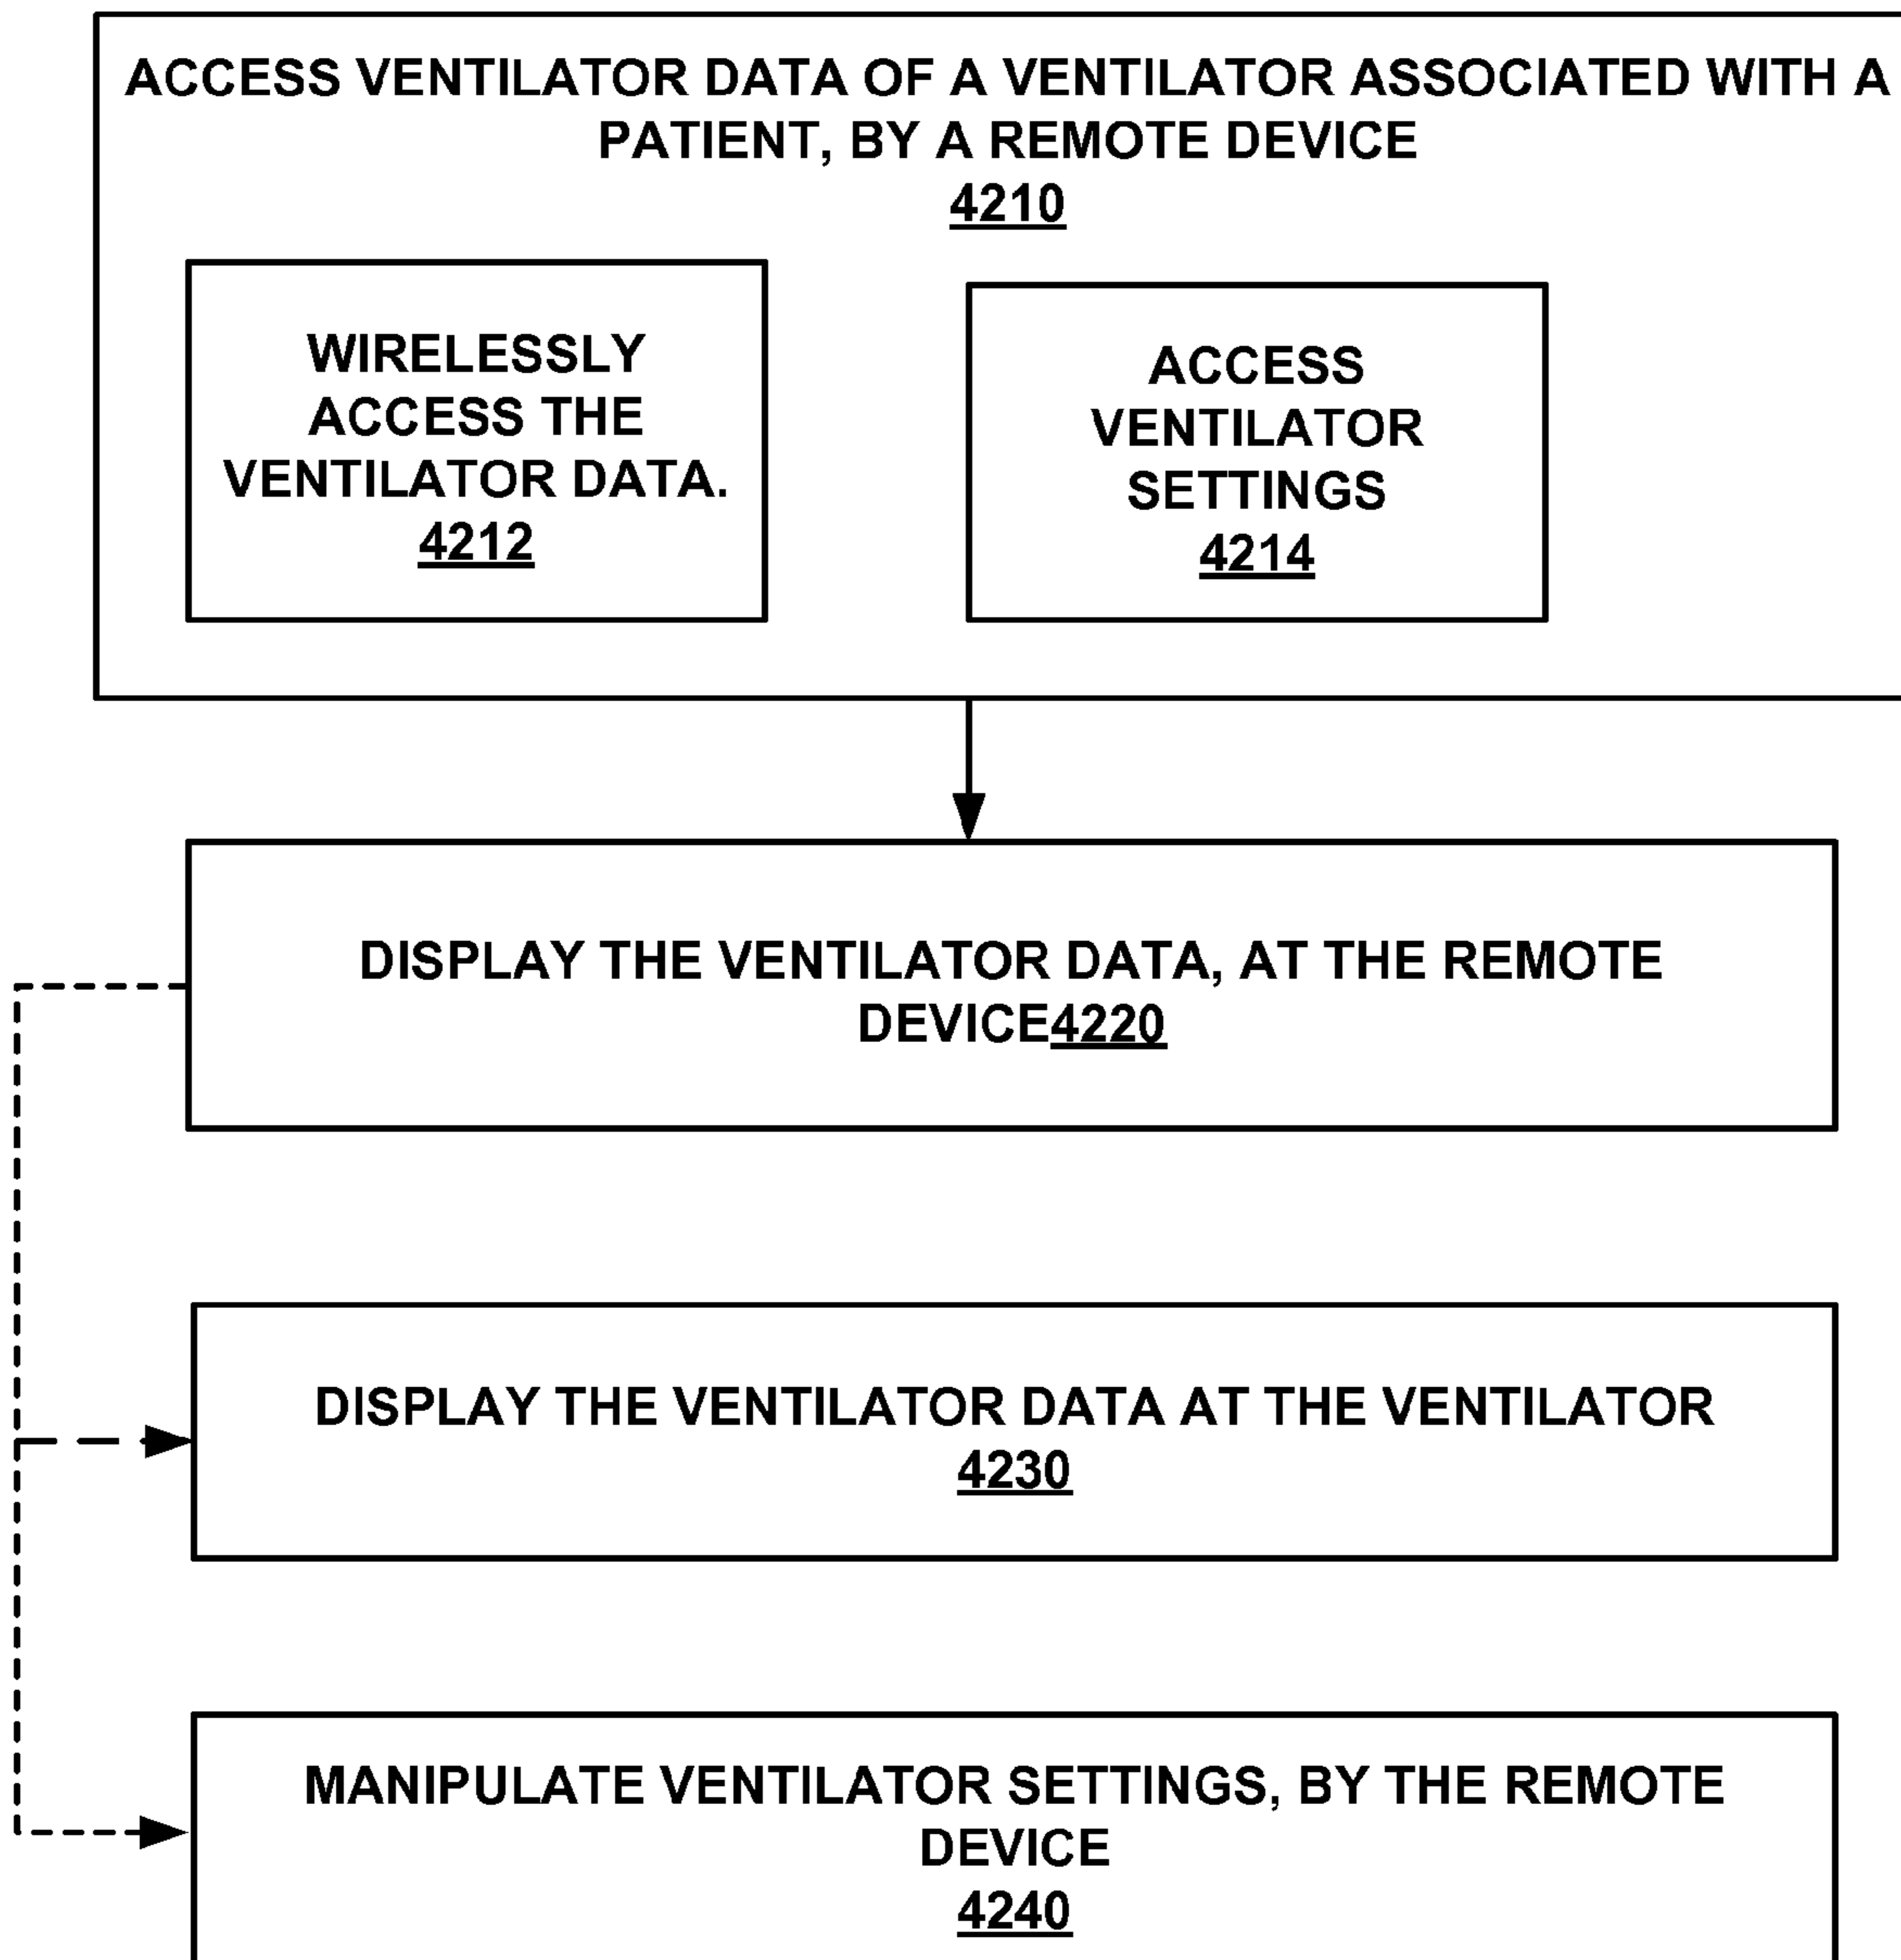 ACCESS VENTILATOR DATA OF A VENTILATOR ASSOCIATED WITH A
PATIENT, BY A REMOTE DEVICE
4210
WIRELESSLY
ACCESS THE
VENTILATOR DATA.
4212
ACCESS
VENTILATOR
SETTINGS
4214
DISPLAY THE VENTILATOR DATA, AT THE REMOTE
DEVICE4220
DISPLAY THE VENTILATOR DATA AT THE VENTILATOR
4230
MANIPULATE VENTILATOR SETTINGS, BY THE REMOTE
DEVICE
4240